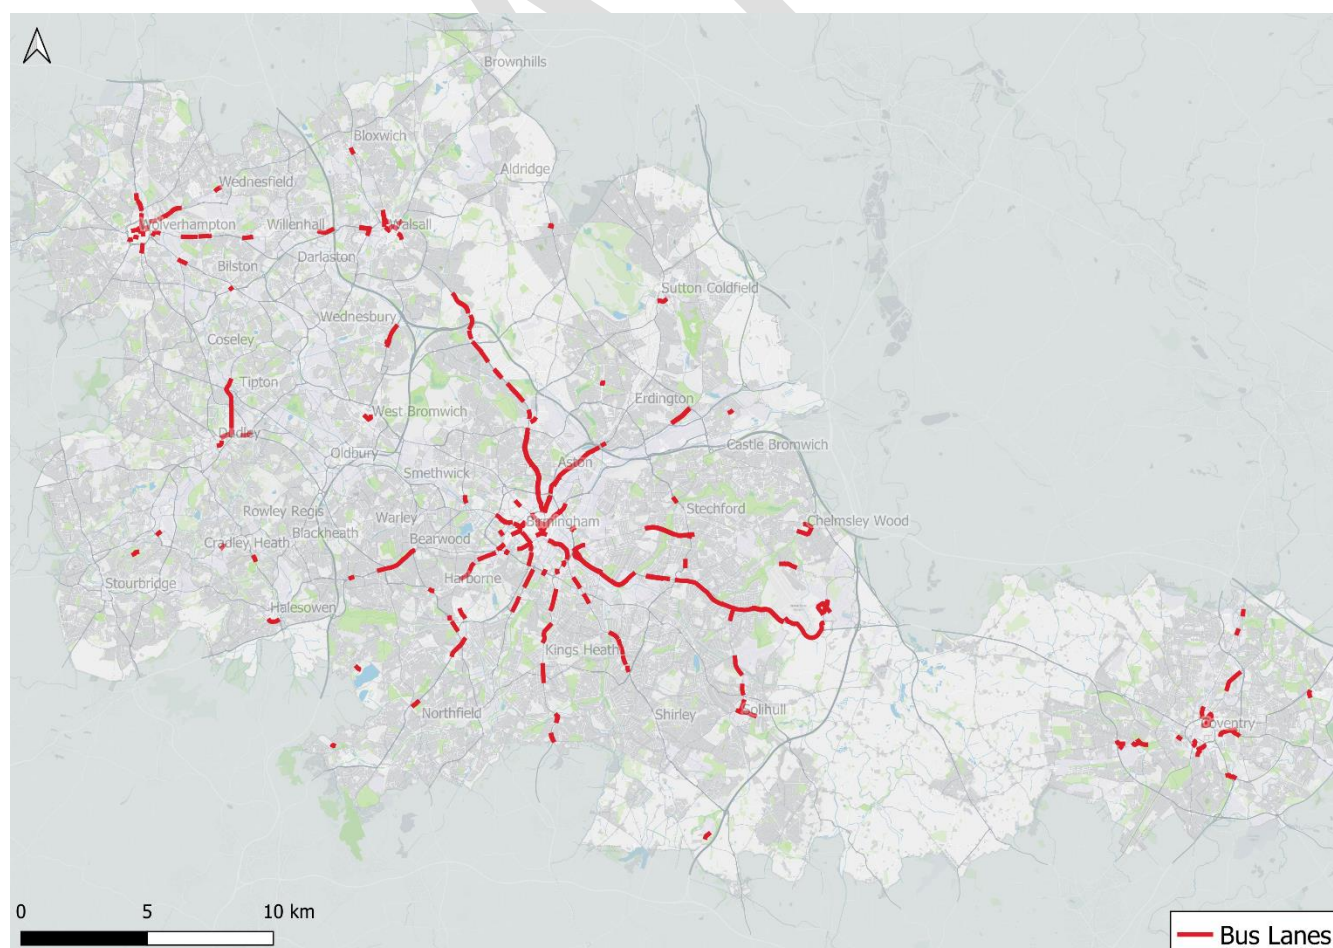 Brownhills
Bloxwich
Aldridge
Wednesfield
Wolverhampton
Willenhall
Walsall
Darlaston
Bilston
Sutton Coldfield
Wednesbury
Coseley
Tipton
Erdington
West Bromwich
Dudley
Castle Bromwich
Oldbury
Aston
Smethwick
Stechford
Rowley Regis
Warley
Birmingham
Chelmsley Wood
Blackheath
Cradley Heath
Bearwood
Harborne
Stourbridge
Halesowen
Kings Heath
Northfield
Shirley
Solihull
Coventry
0 5 10 km
Bus Lanes